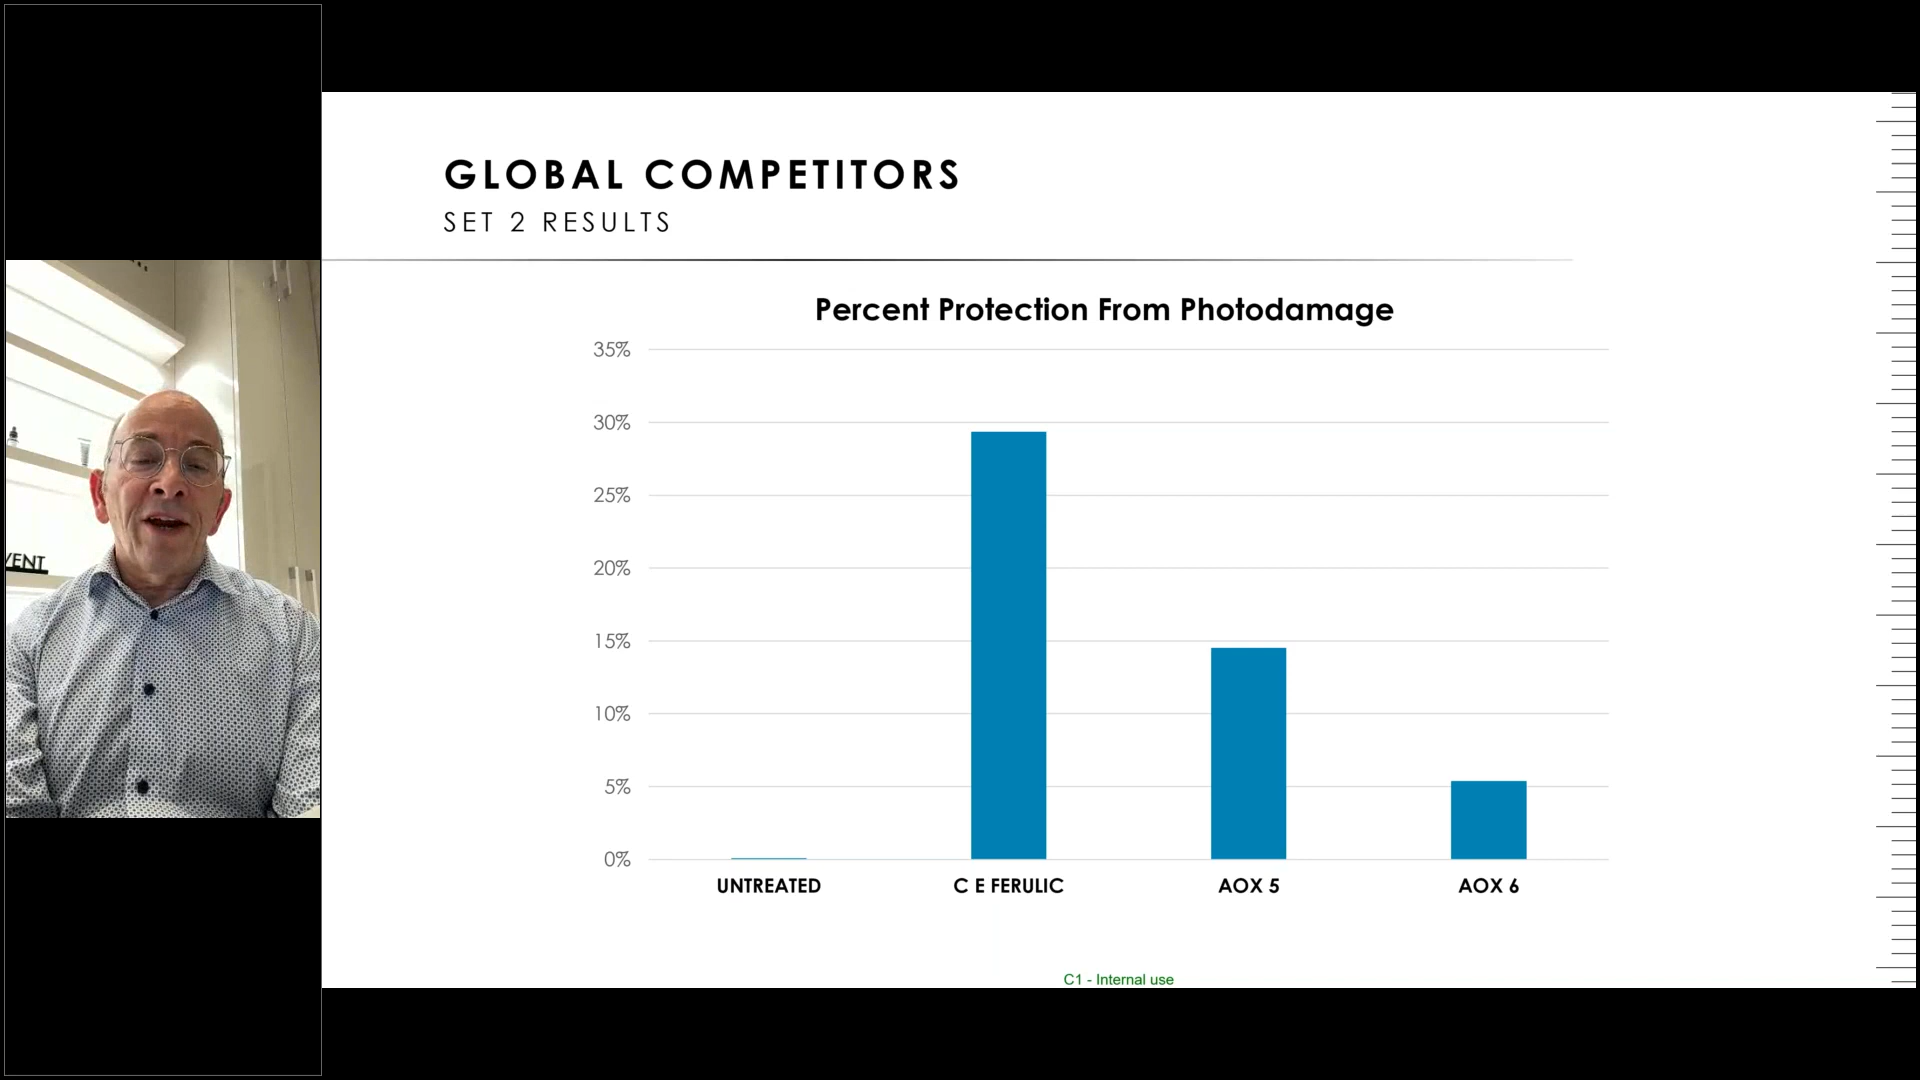 GLOBAL COMPETITORS
SET 2 RESULTS
Percent Protection From Photodamage
35%
30%
25%
20%
15%
10%
5%
0%
UNTREATED
C E FERULIC
AOX 5
AOX 6
C1 - Internal use
VENT